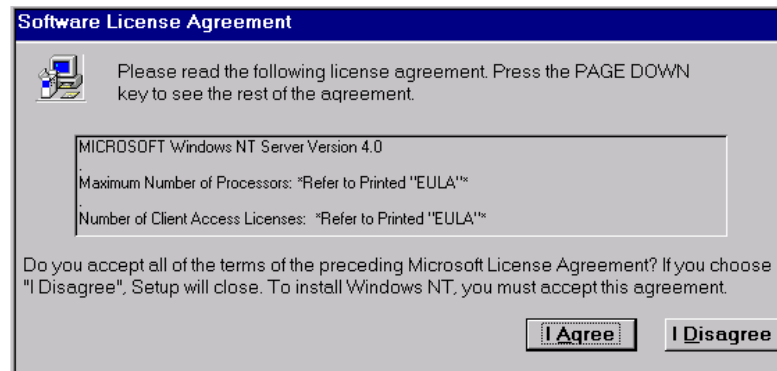 Software License Agreement
Please read the following license agreement. Press the PAGE DOWN
key to see the rest of the agreement.
MICROSOFT Windows NT Server Version 4.0
.
Maximum Number of Processors: *Refer to Printed "EULA"*
.
Number of Client Access Licenses: *Refer to Printed "EULA"*
Do you accept all of the terms of the preceding Microsoft License Agreement? If you choose
"I Disagree", Setup will close. To install Windows NT, you must accept this agreement.
I Agree I Disagree